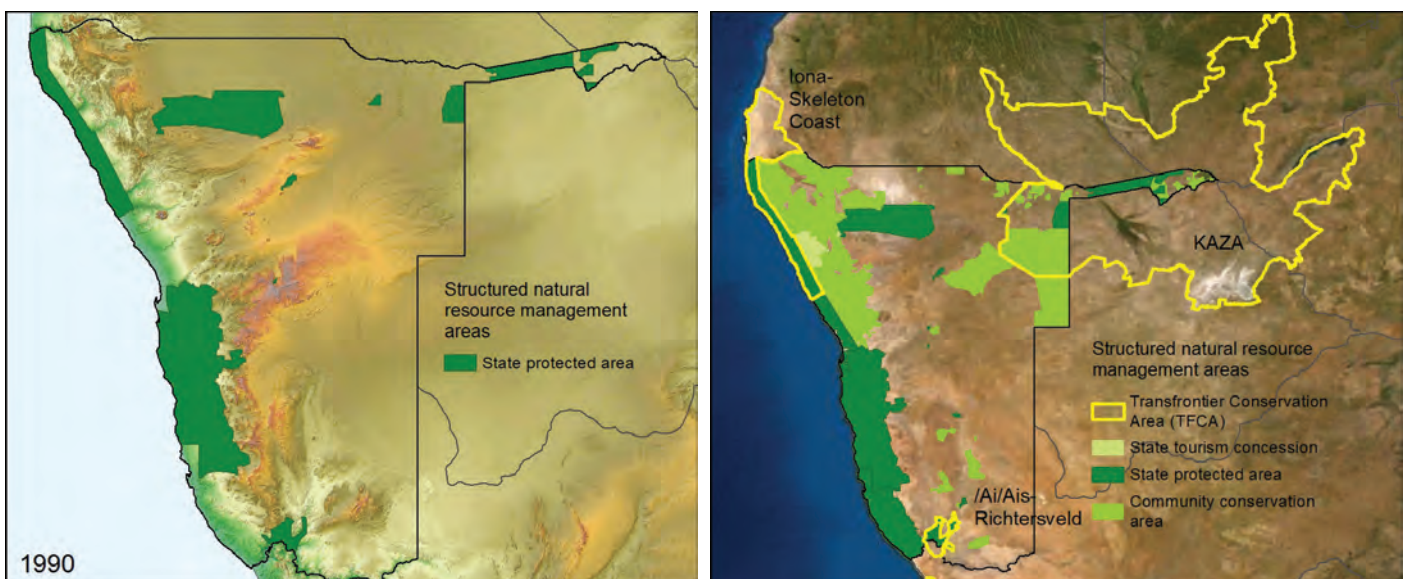 Structured natural
resource management
areas
State protected area
1990
Iona-
Skeleton
Coast
KAZA
Structured natural resource
management areas
Transfrontier Conservation
Area (TFCA)
State tourism concession
State protected area
Community conservation
area
/Ai/Ais-
Richtersveld